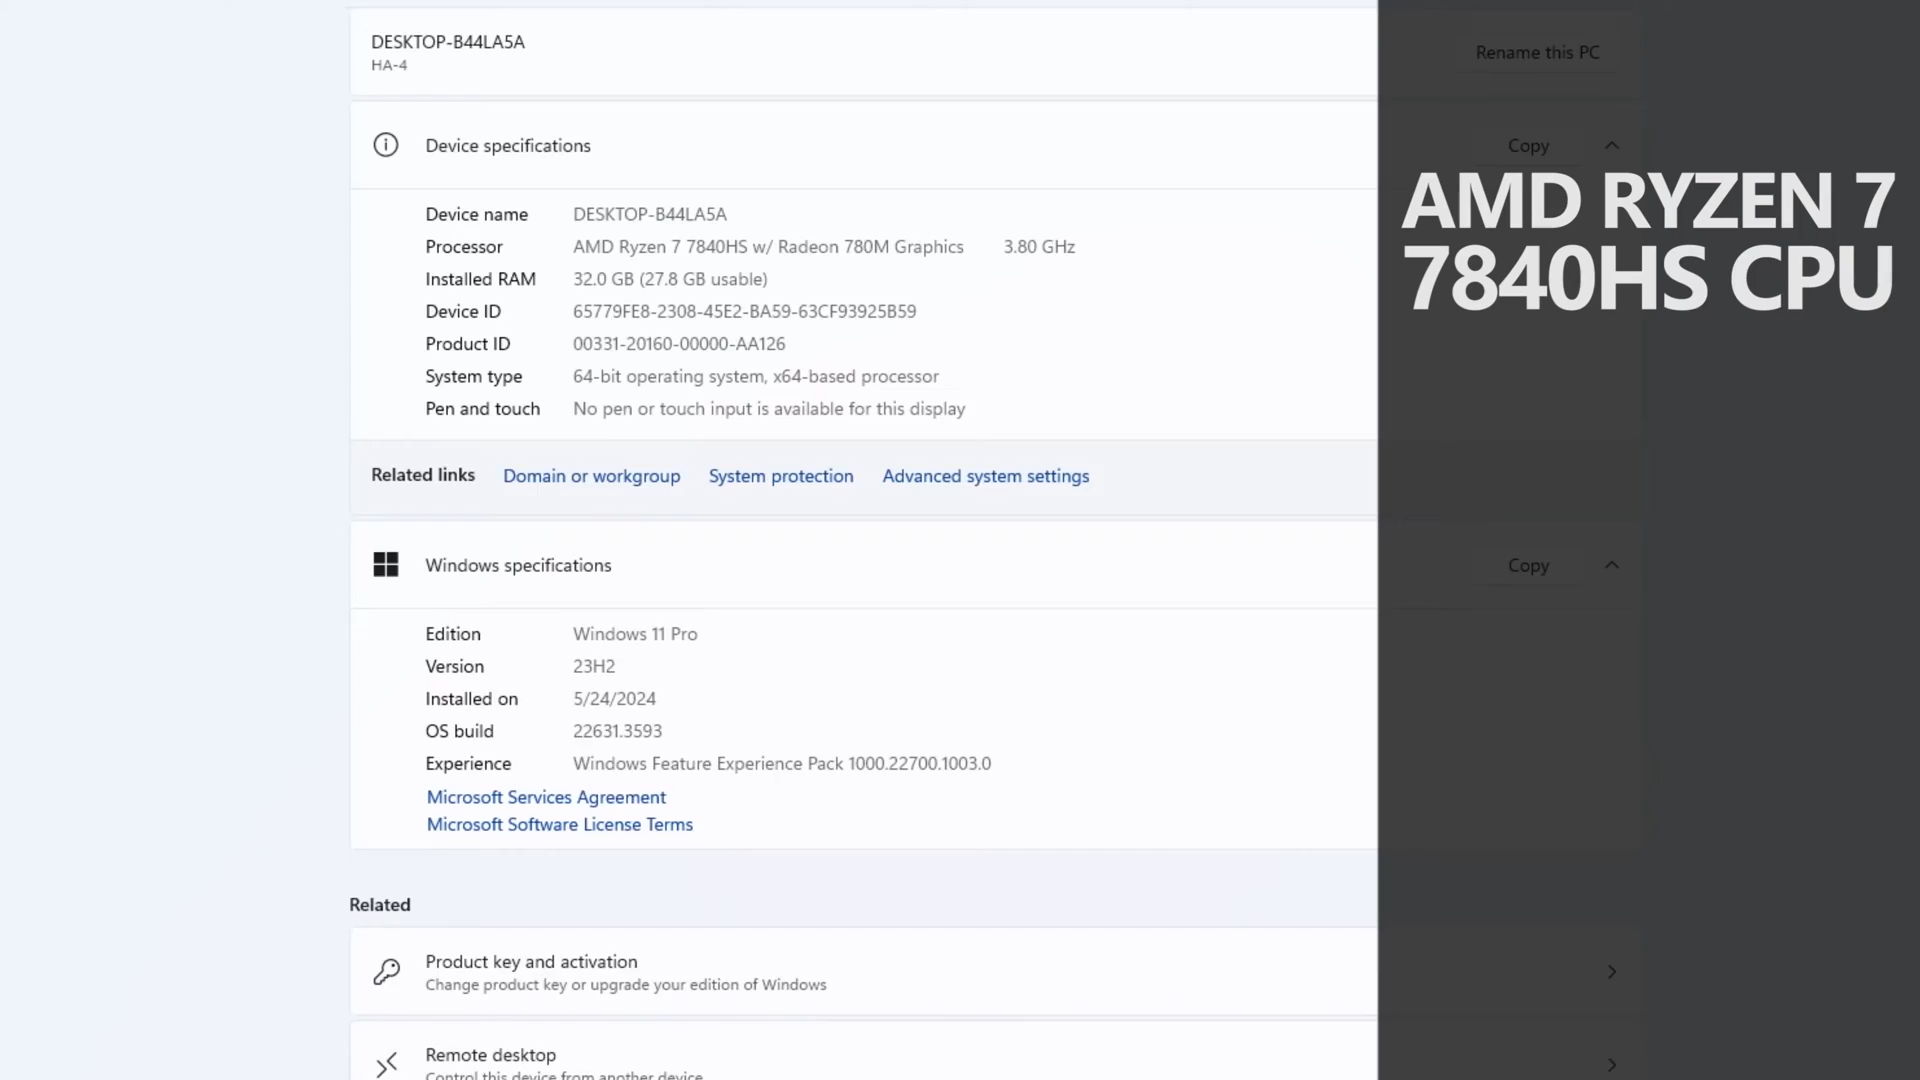 DESKTOP-B44LA5A
HA-4
Rename this PC
Device specifications
Copy
AMD RYZEN 7
7840HS CPU
Device name DESKTOP-B44LA5A
Processor AMD Ryzen 7 7840HS w/ Radeon 780M Graphics 3.80 GHz
Installed RAM 32.0 GB (27.8 GB usable)
Device ID 65779FE8-2308-45E2-BA59-63CF93925B59
Product ID 00331-20160-00000-AA126
System type 64-bit operating system, x64-based processor
Pen and touch No pen or touch input is available for this display
Related links Domain or workgroup System protection Advanced system settings
Windows specifications
Copy
Edition Windows 11 Pro
Version 23H2
Installed on 5/24/2024
OS build 22631.3593
Experience Windows Feature Experience Pack 1000.22700.1003.0
Microsoft Services Agreement
Microsoft Software License Terms
Related
Product key and activation
Change product key or upgrade your edition of Windows
Remote desktop
Control this device from another device